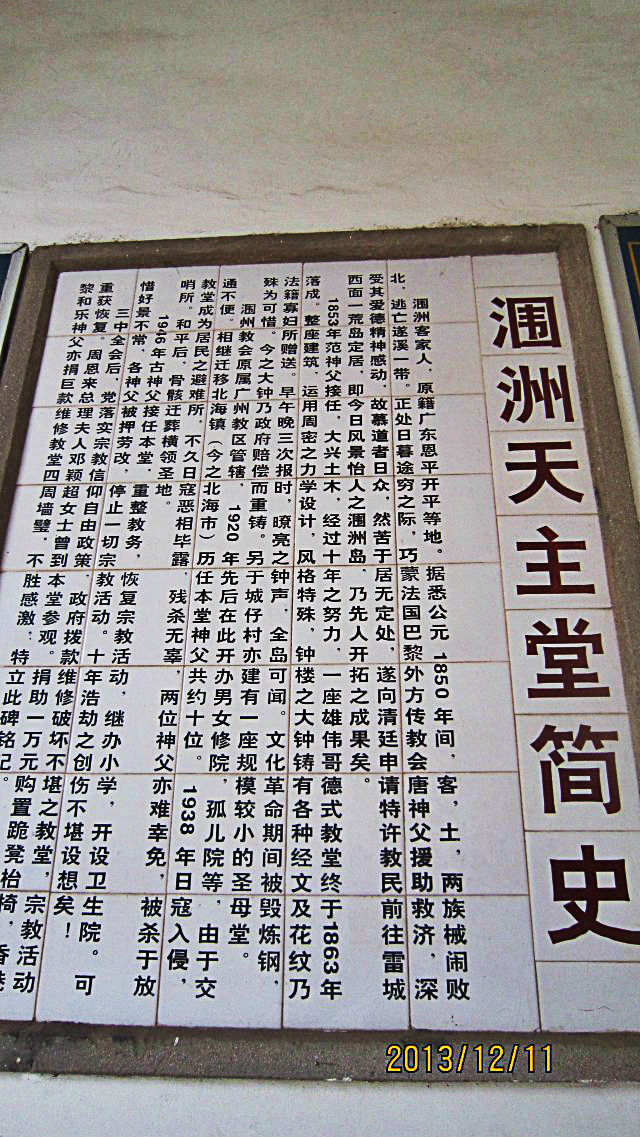 涠洲天主堂简史
涠洲客家人，原籍广东恩平开平等地。据悉公元 1850 年间，客，土，两族械闹败
北，逃亡遂溪一带。正处日暮途穷之际，巧蒙法国巴黎外方传教会唐神父援助救济，深
受其爱德精神感动，故慕道者日众，然苦于居无定处，遂向清廷申请特许教民前往雷城
西面一荒岛定居，即今日风景怡人之涠洲岛，乃先人开拓之成果矣。
1853年范神父接任，大兴土木，经过十年之努力，一座雄伟哥德式教堂终于1863年
落成。整座建筑，运用周密之力学设计，风格特殊，钟楼之大钟铸有各种经文及花纹乃
法籍寡妇所赠送。早午晚三次报时，暸亮之钟声，全岛可闻。文化革命期间被毁炼钢，
殊为可惜。今之大钟乃政府赔偿而重铸。另于城仔村亦建有一座规模较小的圣母堂。
涠州教会原属广州教区管辖，1920 年先后在此开办男女修院，孤儿院等，由于交
通不便。相继迁移北海镇（今之北海市）历任本堂神父共约十位。1938 年日寇入侵，
教堂成为居民之避难所，不久日寇恶相毕露，残杀无辜，两位神父亦难幸免，被杀于放
哨所。和平后，骨骸迁葬横领圣地。
1946年古神父接任本堂，重整教务，恢复宗教活动，继办小学，开设卫生院。可
惜好景不常，各神父被押劳改，停止一切宗教活动。十年浩劫之创伤不堪设想矣！
三中全会后，党落实宗教信仰自由政策，政府拨款维修破坏不堪之教堂，宗教活动
重获恢复。周恩来总理夫人邓颖超女士曾到本堂参观。捐助一万元购置跪凳枱椅，香港
黎和乐神父亦捐巨款维修教堂四周墙璧，不胜感激，特立此碑铭记。
2013/12/11